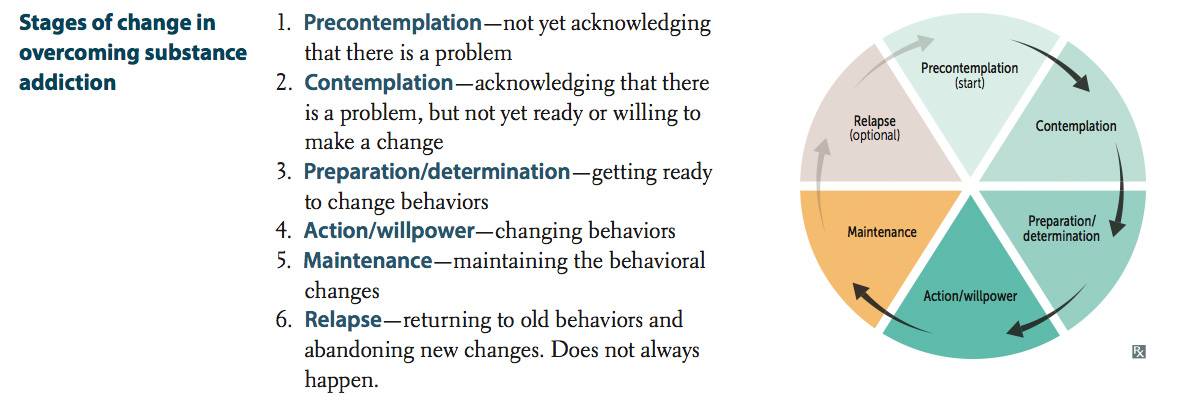 Stages of change in
overcoming substance
addiction
1. Precontemplation—not yet acknowledging
that there is a problem
2. Contemplation—acknowledging that there
is a problem, but not yet ready or willing to
make a change
3. Preparation/determination—getting ready
to change behaviors
4. Action/willpower—changing behaviors
5. Maintenance—maintaining the behavioral
changes
6. Relapse—returning to old behaviors and
abandoning new changes. Does not always
happen.
Precontemplation
(start)
Contemplation
Preparation/
determination
Action/willpower
Maintenance
Relapse
(optional)
Rx